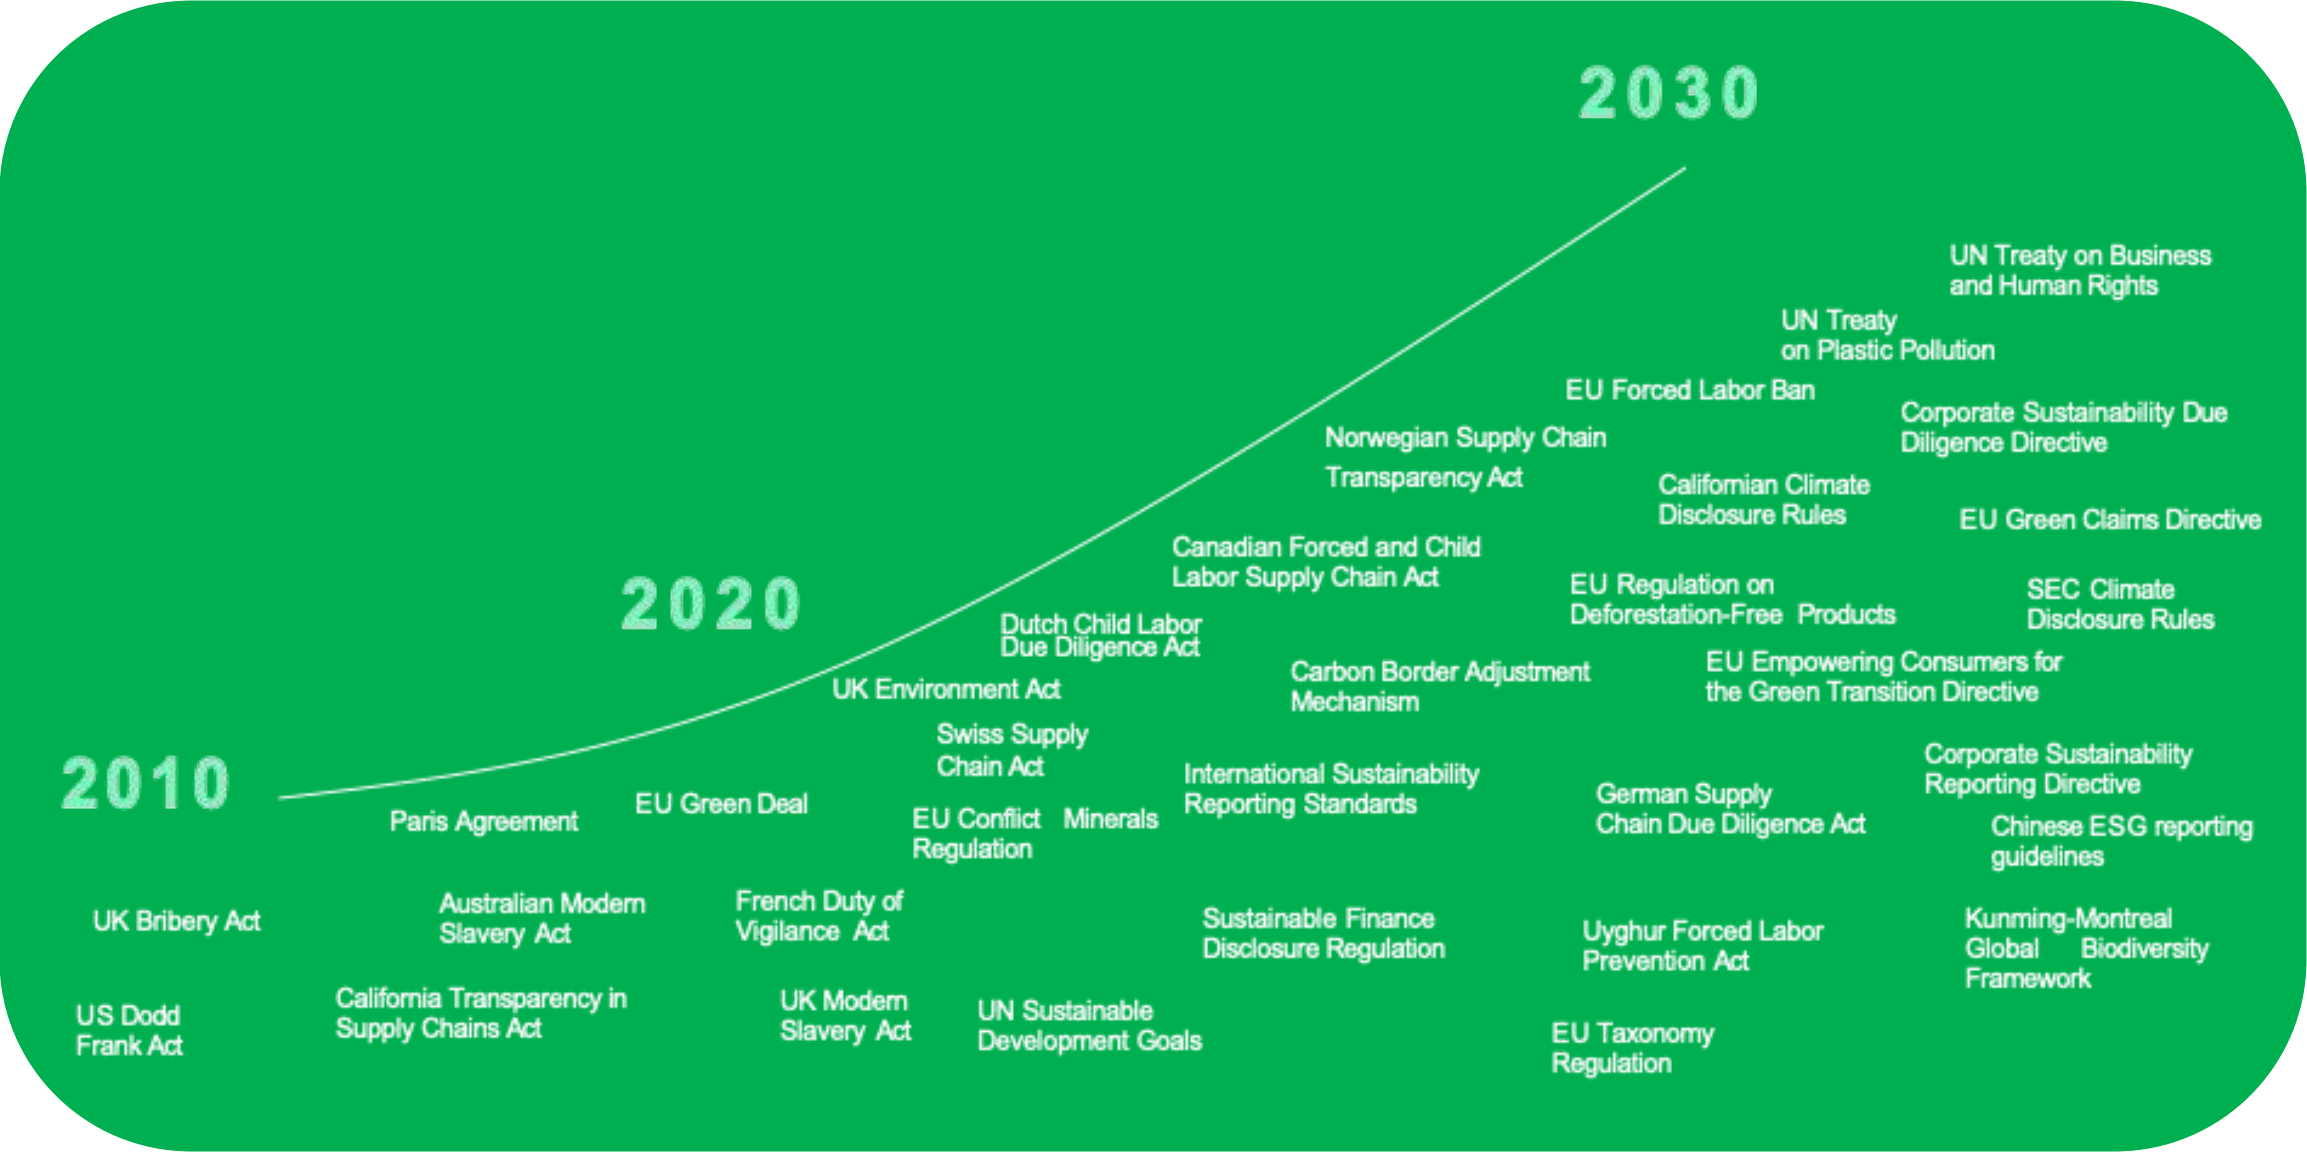 2030
UN Treaty on Business
and Human Rights
UN Treaty
on Plastic Pollution
EU Forced Labor Ban
Corporate Sustainability Due
Diligence Directive
Norwegian Supply Chain
Transparency Act
Californian Climate
Disclosure Rules
EU Green Claims Directive
Canadian Forced and Child
Labor Supply Chain Act
EU Regulation on
Deforestation-Free Products
SEC Climate
Disclosure Rules
2020
Dutch Child Labor
Due Diligence Act
Carbon Border Adjustment
Mechanism
EU Empowering Consumers for
the Green Transition Directive
UK Environment Act
Swiss Supply
Chain Act
Corporate Sustainability
Reporting Directive
2010
International Sustainability
Reporting Standards
German Supply
Chain Due Diligence Act
Paris Agreement
EU Green Deal
EU Conflict Minerals
Regulation
Chinese ESG reporting
guidelines
UK Bribery Act
Australian Modern
Slavery Act
French Duty of
Vigilance Act
Sustainable Finance
Disclosure Regulation
Uyghur Forced Labor
Prevention Act
Kunming-Montreal
Global Biodiversity
Framework
US Dodd
Frank Act
California Transparency in
Supply Chains Act
UK Modern
Slavery Act
UN Sustainable
Development Goals
EU Taxonomy
Regulation